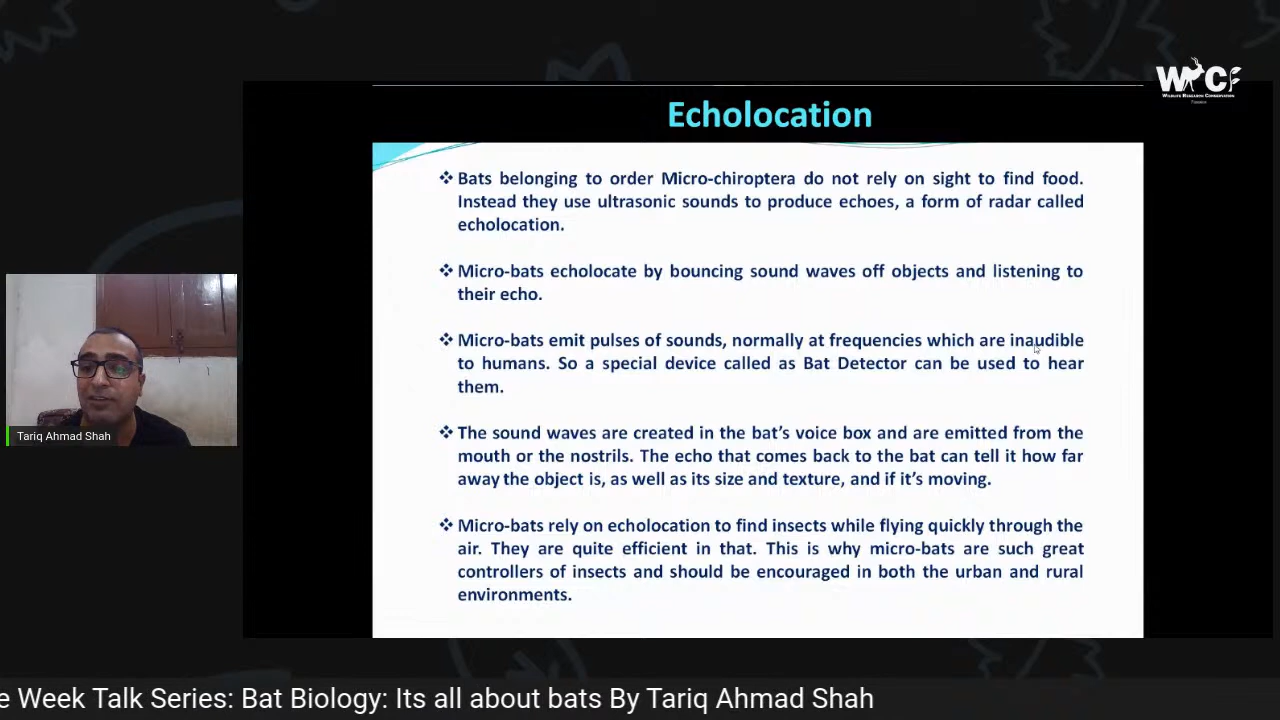 WRCF
WILDLIFE RESEARCH CONSERVATION
Echolocation
❖ Bats belonging to order Micro-chiroptera do not rely on sight to find food.
Instead they use ultrasonic sounds to produce echoes, a form of radar called
echolocation.
❖ Micro-bats echolocate by bouncing sound waves off objects and listening to
their echo.
❖ Micro-bats emit pulses of sounds, normally at frequencies which are inaudible
to humans. So a special device called as Bat Detector can be used to hear
them.
❖ The sound waves are created in the bat’s voice box and are emitted from the
mouth or the nostrils. The echo that comes back to the bat can tell it how far
away the object is, as well as its size and texture, and if it’s moving.
❖ Micro-bats rely on echolocation to find insects while flying quickly through the
air. They are quite efficient in that. This is why micro-bats are such great
controllers of insects and should be encouraged in both the urban and rural
environments.
Tariq Ahmad Shah
e Week Talk Series: Bat Biology: Its all about bats By Tariq Ahmad Shah